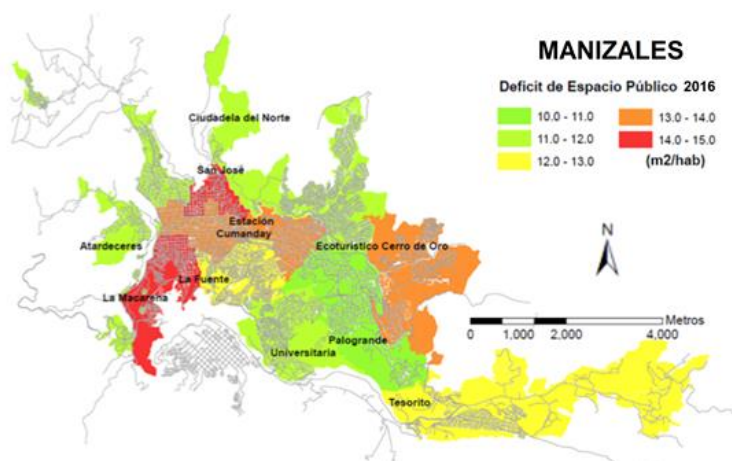 MANIZALES
Deficit de Espacio Público 2016
10.0 - 11.0
13.0 - 14.0
11.0 - 12.0
14.0 - 15.0
12.0 - 13.0
(m2/hab)
Ciudadela del Norte
San José
Estación
Cumanday
Atardeceres
Ecoturistico Cerro de Oro
N
La Fuente
La Macarena
Metros
0 1,000 2,000 4,000
Universitaria
Palogrande
Tesorito